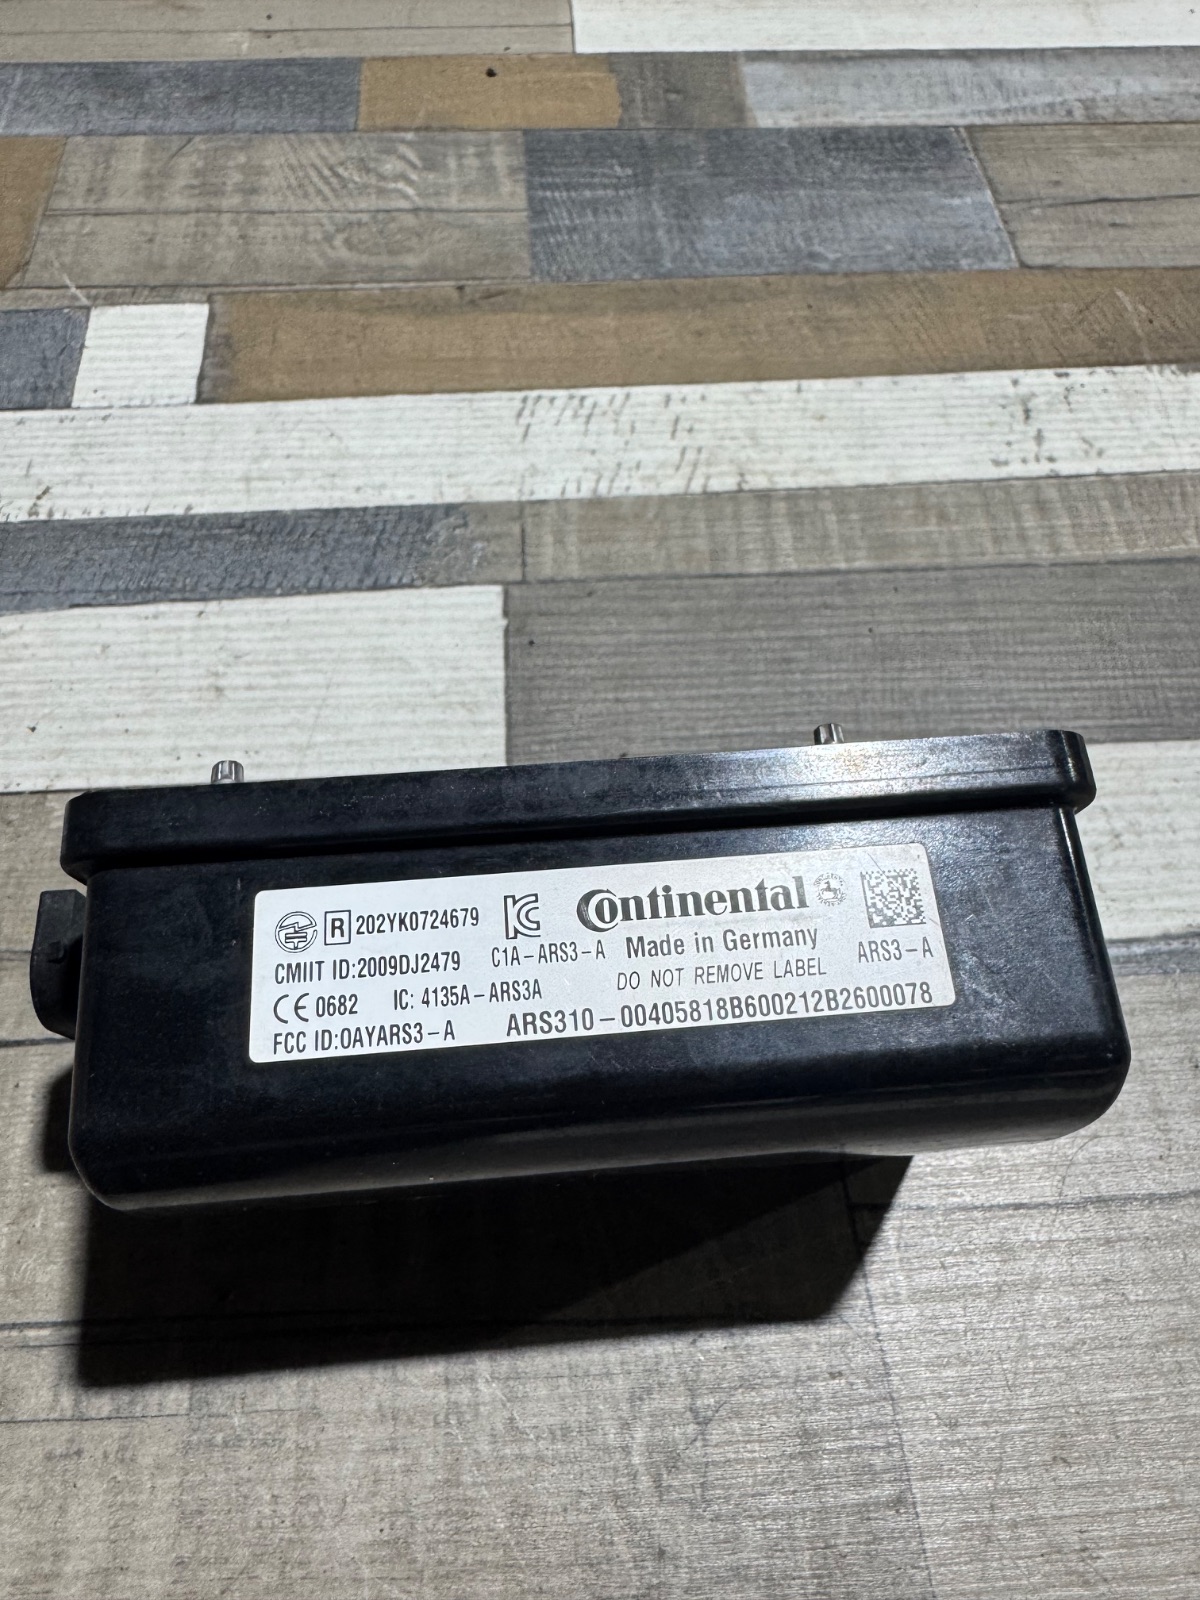 R 202YK0724679
CMIIT ID:2009DJ2479
CE 0682 IC: 4135A-ARS3A
FCC ID:OAYARS3-A
KC
C1A-ARS3-A
Continental
Made in Germany
DO NOT REMOVE LABEL
ARS3-A
ARS310-00405818B600212B2600078